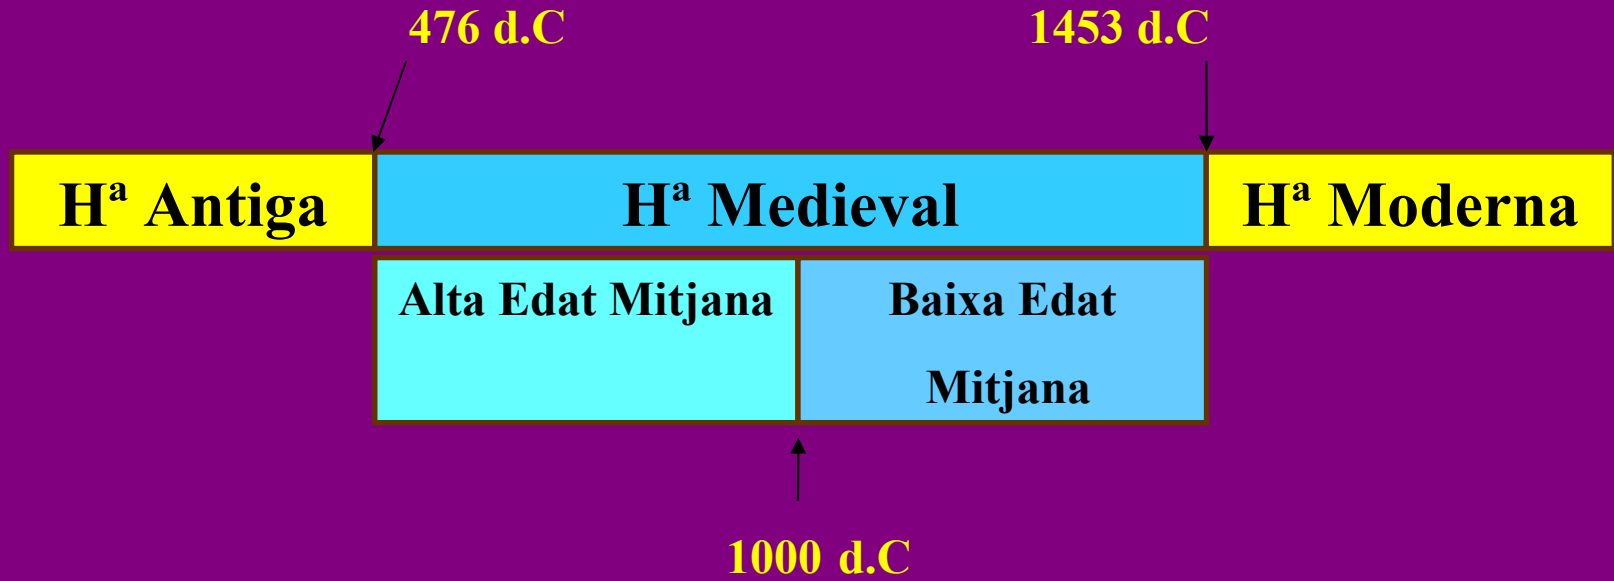 476 d.C
1453 d.C
Hª Antiga
Hª Medieval
Hª Moderna
Alta Edat Mitjana
Baixa Edat
Mitjana
1000 d.C